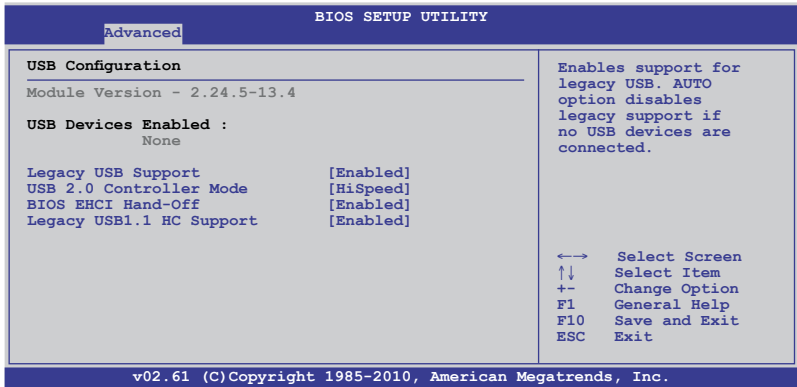 BIOS SETUP UTILITY
Advanced
USB Configuration
Module Version - 2.24.5-13.4
USB Devices Enabled :
None
Legacy USB Support [Enabled]
USB 2.0 Controller Mode [HiSpeed]
BIOS EHCI Hand-Off [Enabled]
Legacy USB1.1 HC Support [Enabled]
Enables support for
legacy USB. AUTO
option disables
legacy support if
no USB devices are
connected.
←→ Select Screen
↑↓ Select Item
+- Change Option
F1 General Help
F10 Save and Exit
ESC Exit
v02.61 (C)Copyright 1985-2010, American Megatrends, Inc.